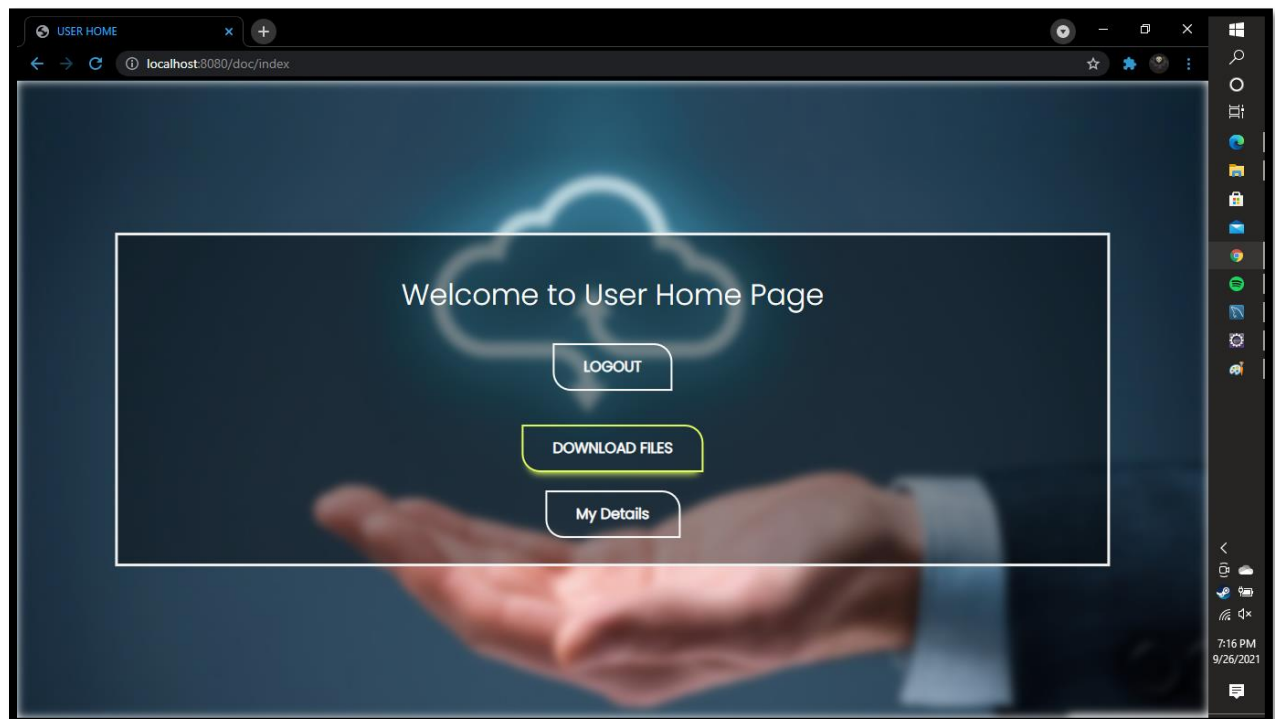 USER HOME
localhost:8080/doc/index
Welcome to User Home Page
LOGOUT
DOWNLOAD FILES
My Details
7:16 PM
9/26/2021